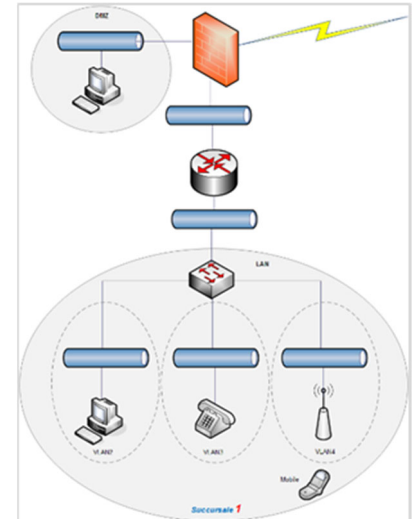 DMZ
LAN
VLAN2
VLAN3
VLAN4
Mobile
Succursale 1